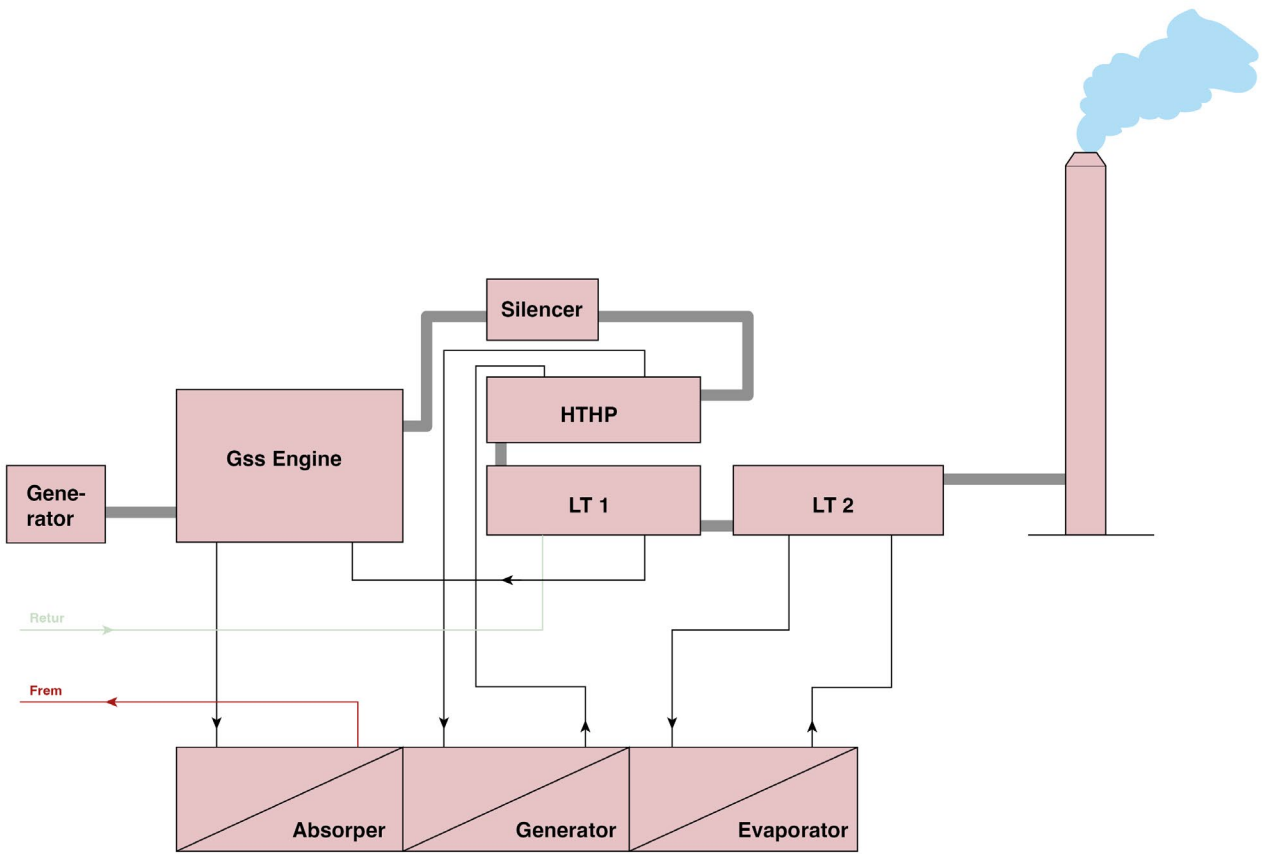 Silencer
HTHP
Gss Engine
Gene-
rator
LT 1
LT 2
Retur
Frem
Absorper
Generator
Evaporator